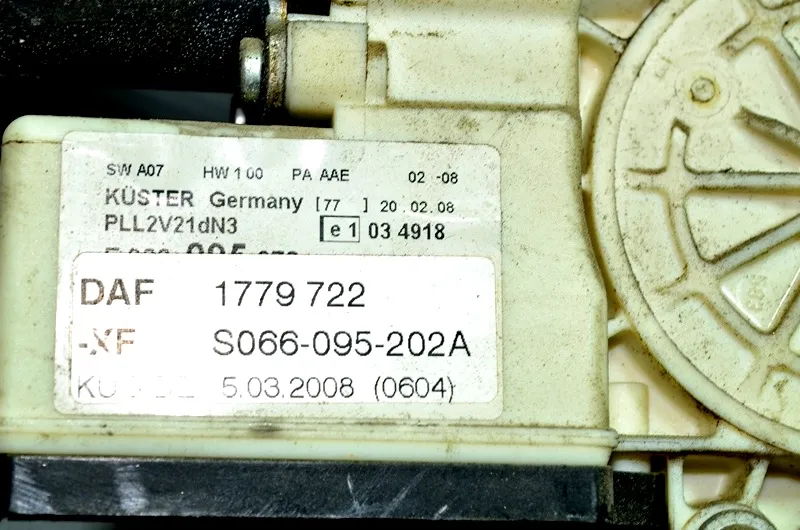 SW A07 HW 1 00 PA AAE 02 -08
KÜSTER Germany [77 ] 20.02.08
PLL2V21dN3 e1 03 4918
DAF 1779 722
-XF S066-095-202A
5.03.2008 (0604)